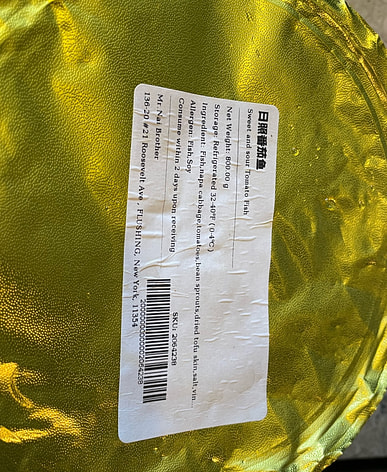 日照番茄鱼
Sweet and sour Tomato Fish
Net Weight: 800.00 g
Storage: Refrigerated 32-40°F ( 0-4°C)
Ingredient: Fish,napa cabbage,tomatoes,bean sprouts,dried tofu skin,salt,vin...
Allergen: Fish,Soy
Consume within 2 days upon receiving
SKU: 2064238
Mr. Nai Brother
136-20 #21 Roosevelt Ave , FLUSHING, New York, 11354